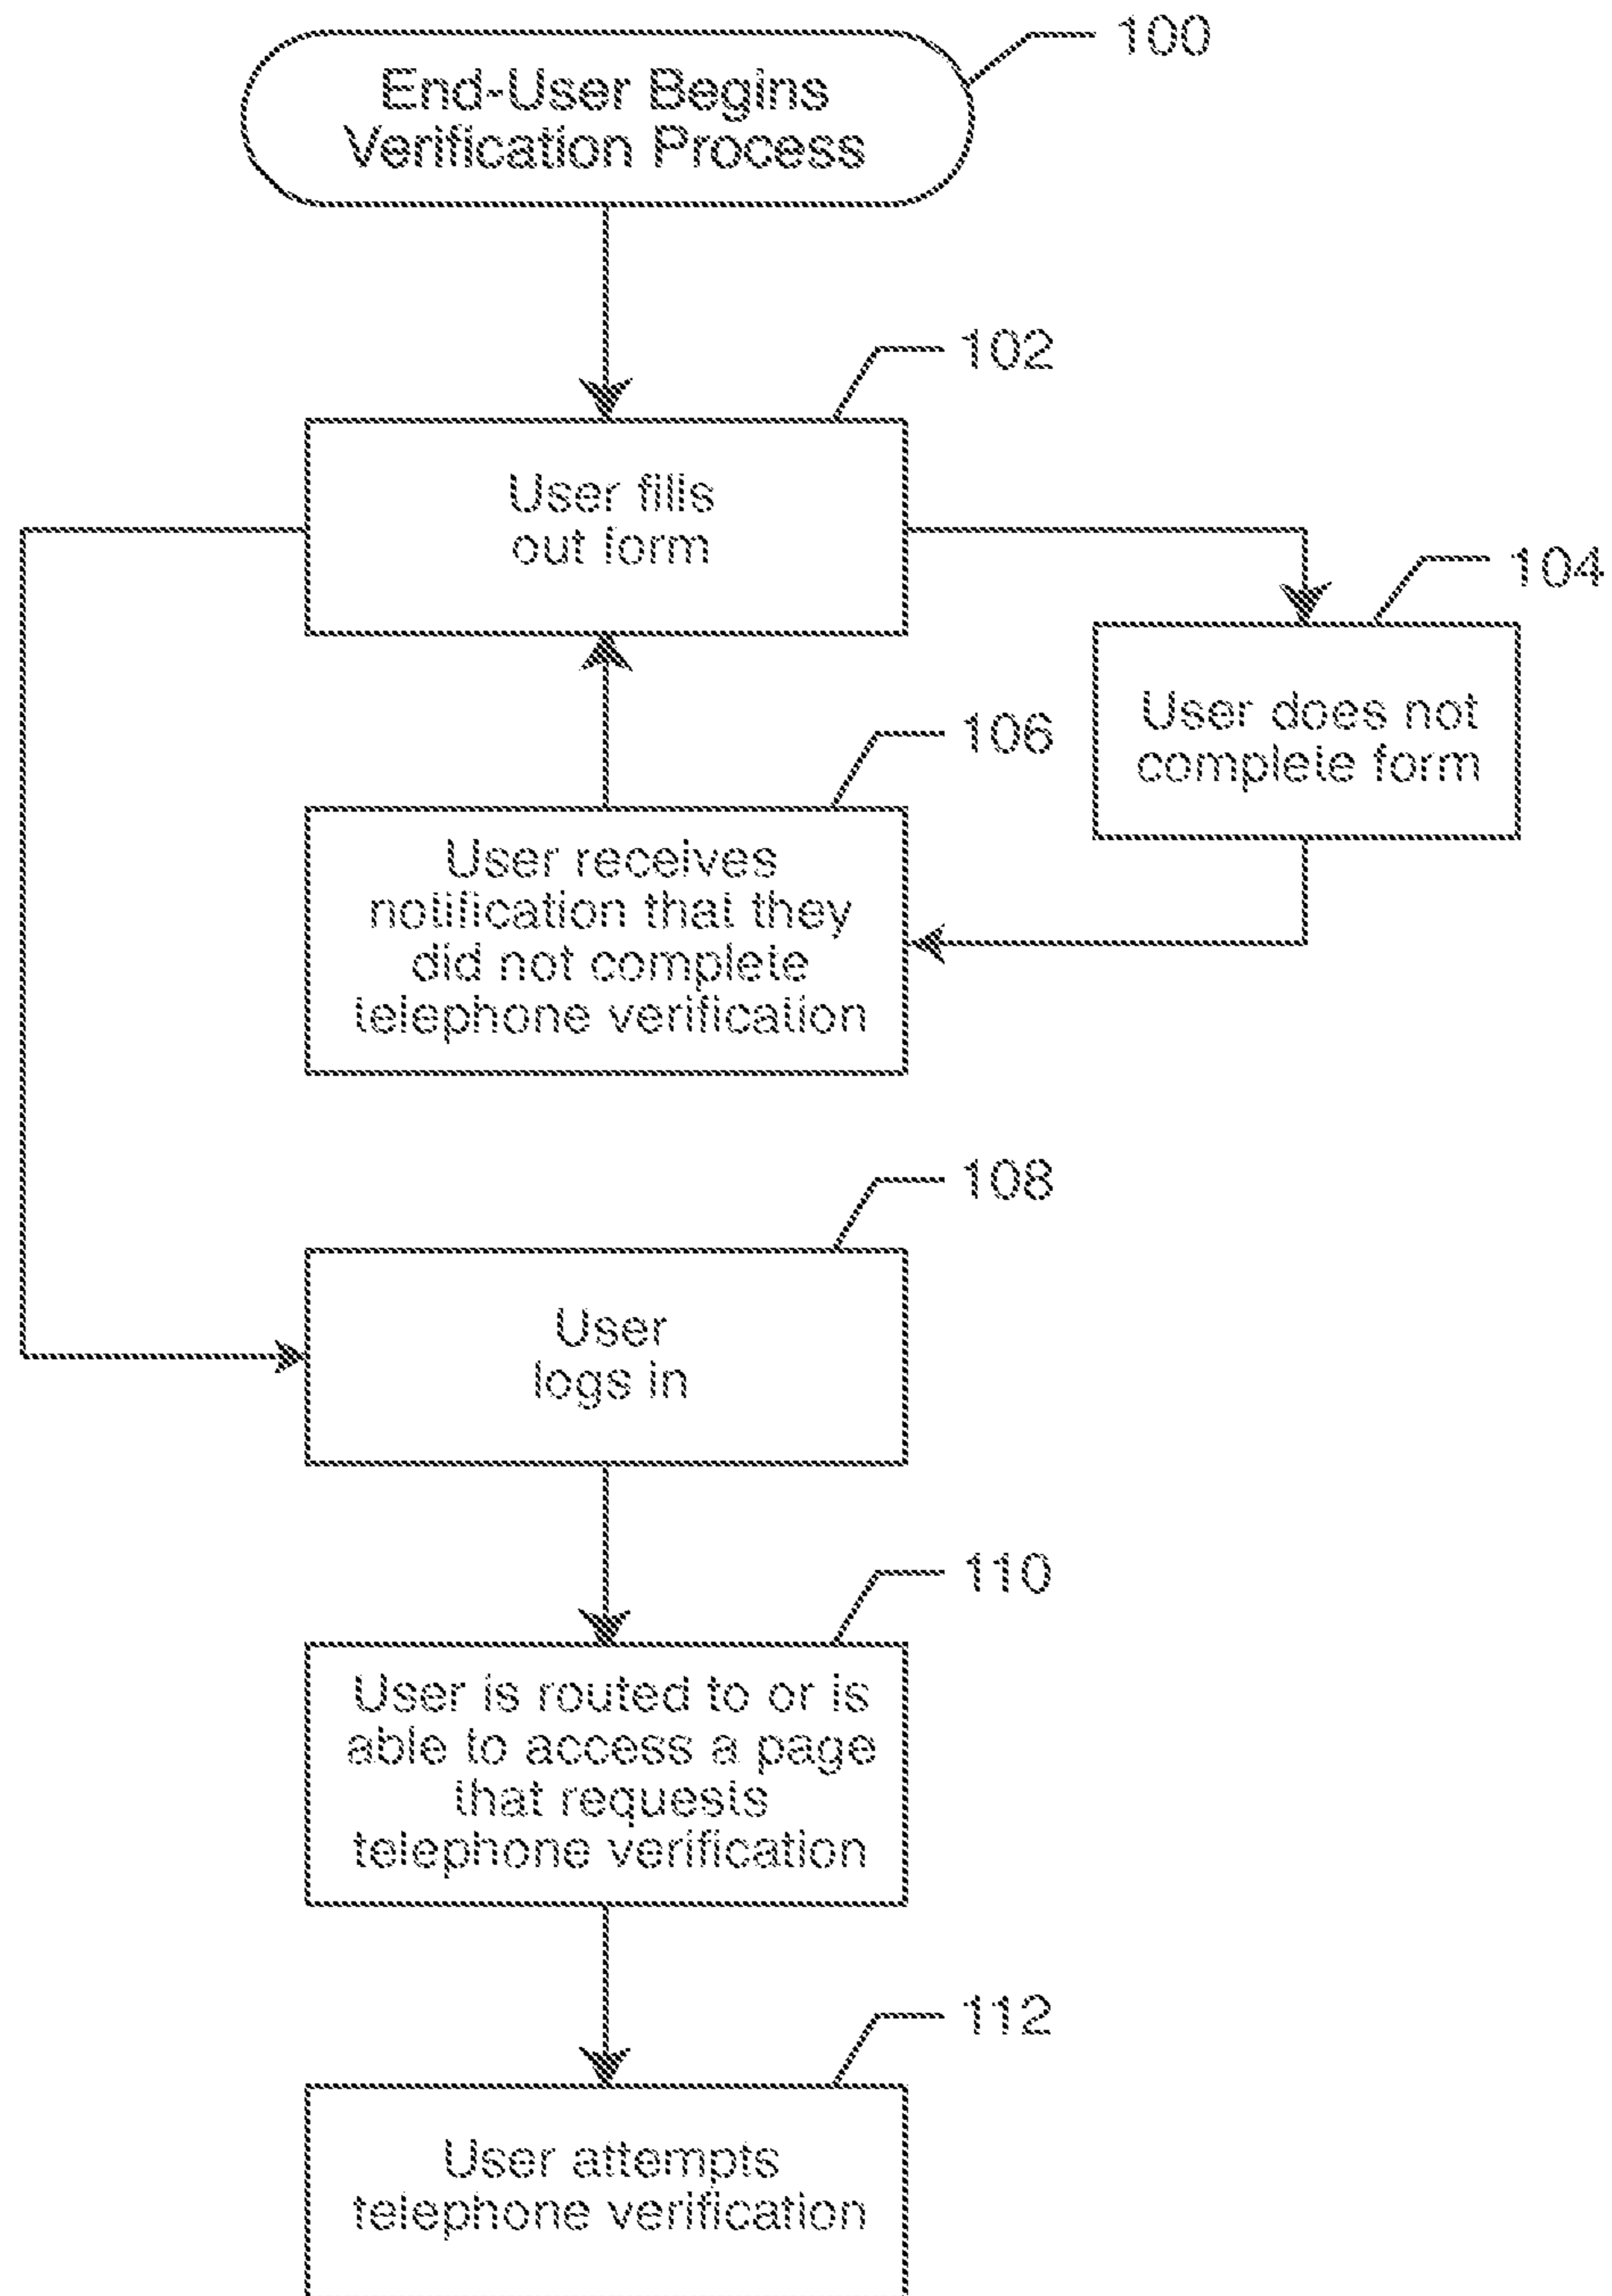 100
End-User Begins
Verification Process
102
User fills
out form
104
User does not
complete form
106
User receives
notification that they
did not complete
telephone verification
108
User
logs in
110
User is routed to or is
able to access a page
that requests
telephone verification
112
User attempts
telephone verification